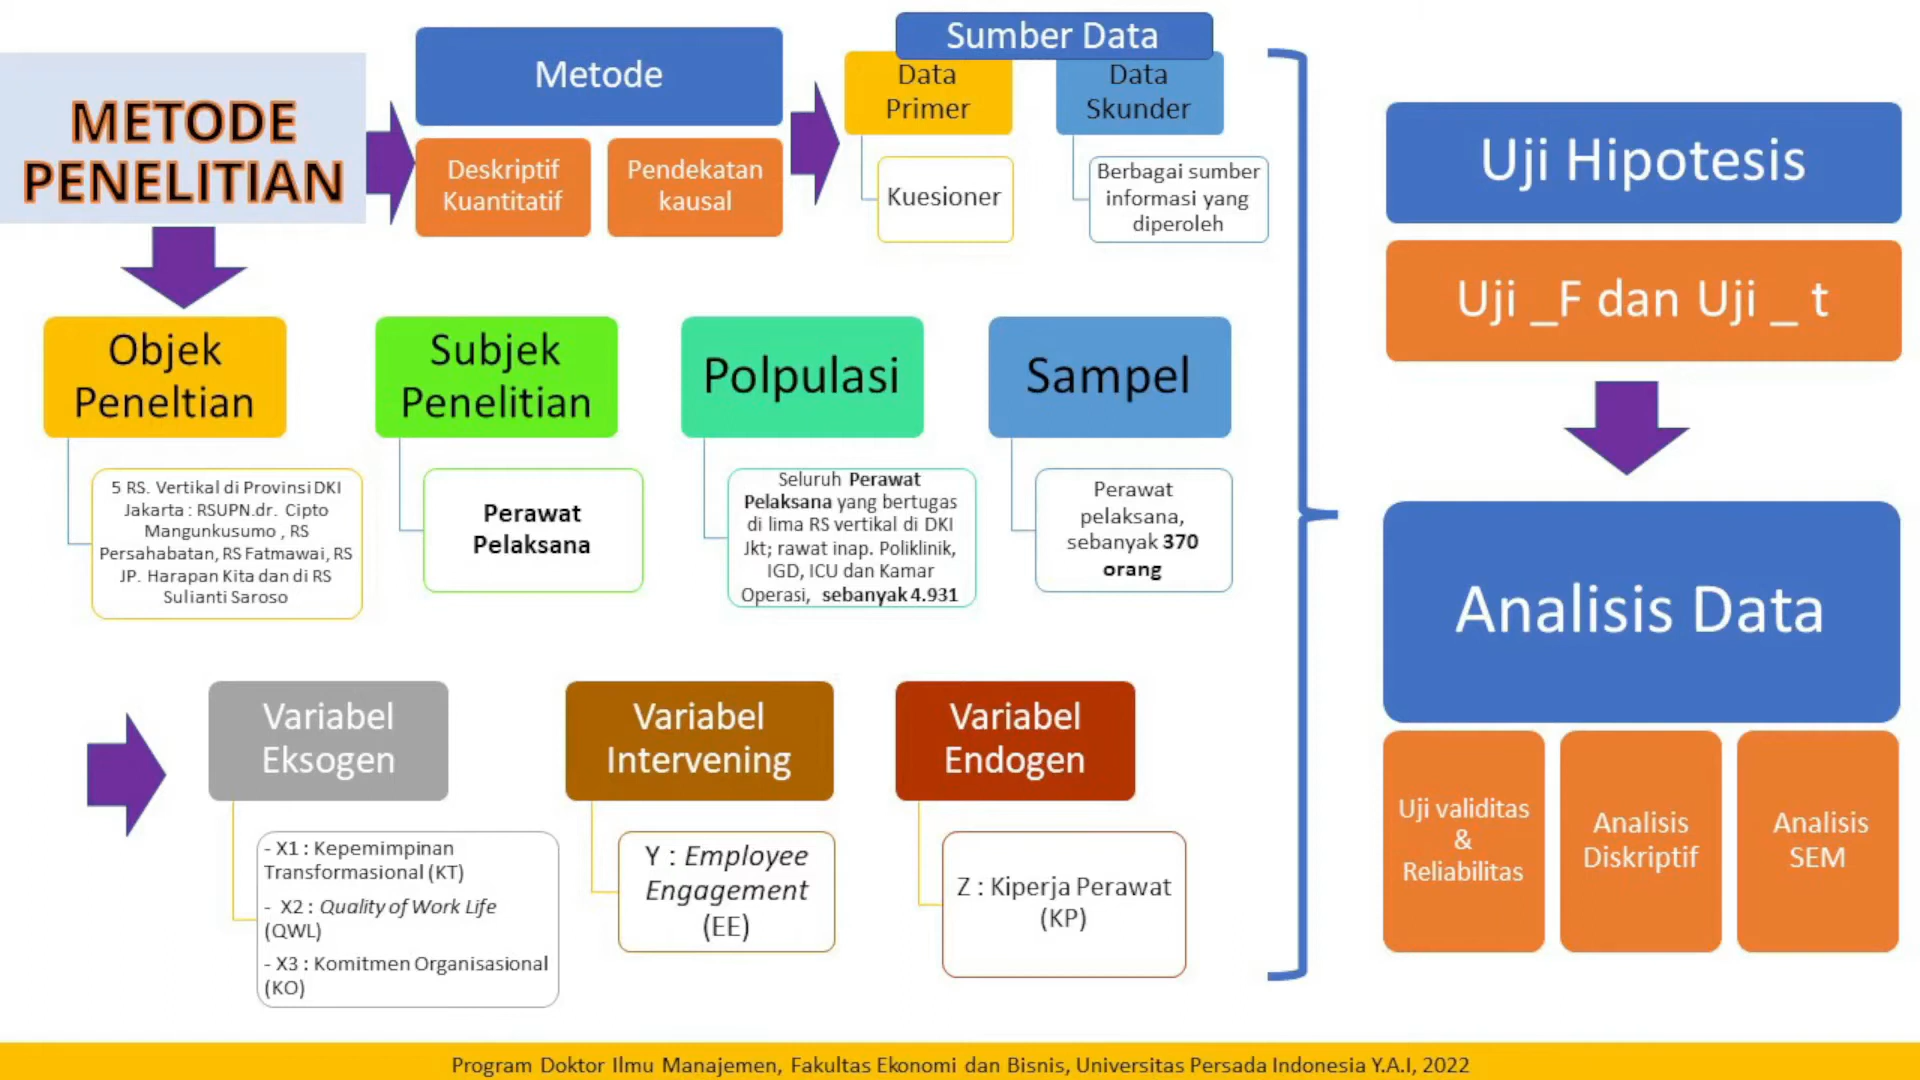 METODE
PENELITIAN
Metode
Deskriptif
Kuantitatif
Pendekatan
kausal
Sumber Data
Data
Primer
Data
Skunder
Kuesioner
Berbagai sumber
informasi yang
diperoleh
Objek
Peneltian
5 RS. Vertikal di Provinsi DKI
Jakarta : RSUPN.dr. Cipto
Mangunkusumo , RS
Persahabatan, RS Fatmawai, RS
JP. Harapan Kita dan di RS
Sulianti Saroso
Subjek
Penelitian
Perawat
Pelaksana
Polpulasi
Seluruh Perawat
Pelaksana yang bertugas
di lima RS vertikal di DKI
Jkt; rawat inap. Poliklinik,
IGD, ICU dan Kamar
Operasi, sebanyak 4.931
Sampel
Perawat
pelaksana,
sebanyak 370
orang
Variabel
Eksogen
- X1 : Kepemimpinan
Transformasional (KT)
- X2 : Quality of Work Life
(QWL)
- X3 : Komitmen Organisasional
(KO)
Variabel
Intervening
Y : Employee
Engagement
(EE)
Variabel
Endogen
Z : Kiperja Perawat
(KP)
Uji Hipotesis
Uji _F dan Uji _ t
Analisis Data
Uji validitas
&
Reliabilitas
Analisis
Diskriptif
Analisis
SEM
Program Doktor Ilmu Manajemen, Fakultas Ekonomi dan Bisnis, Universitas Persada Indonesia Y.A.I, 2022